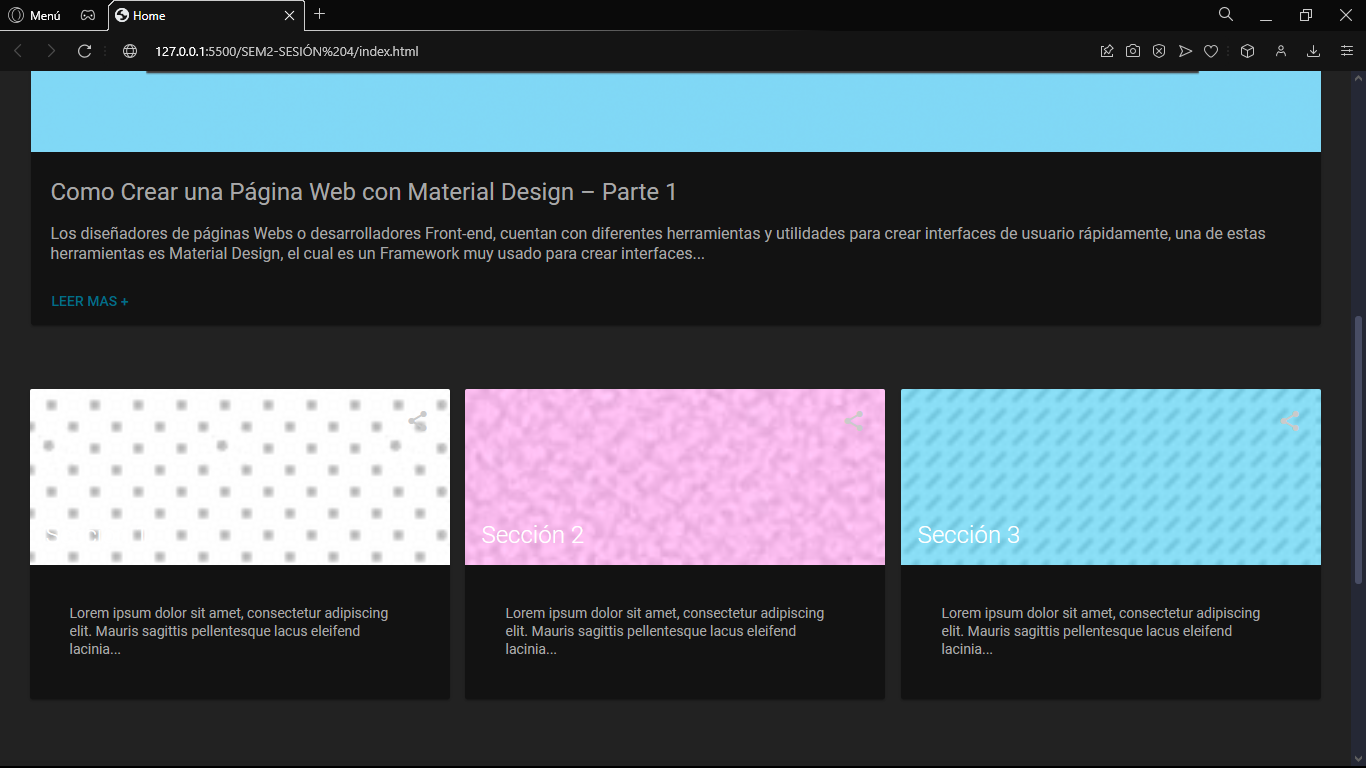 Menú
Home
127.0.0.1:5500/SEM2-SESIÓN%204/index.html
Como Crear una Página Web con Material Design – Parte 1
Los diseñadores de páginas Webs o desarrolladores Front-end, cuentan con diferentes herramientas y utilidades para crear interfaces de usuario rápidamente, una de estas
herramientas es Material Design, el cual es un Framework muy usado para crear interfaces...
LEER MAS +
Sección 2
Sección 3
Lorem ipsum dolor sit amet, consectetur adipiscing
elit. Mauris sagittis pellentesque lacus eleifend
lacinia...
Lorem ipsum dolor sit amet, consectetur adipiscing
elit. Mauris sagittis pellentesque lacus eleifend
lacinia...
Lorem ipsum dolor sit amet, consectetur adipiscing
elit. Mauris sagittis pellentesque lacus eleifend
lacinia...